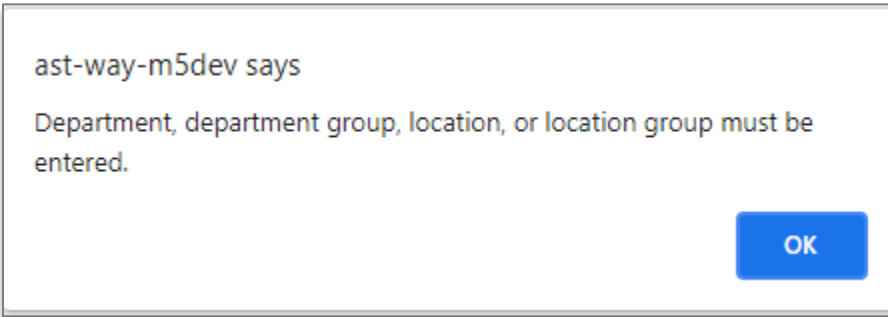 ast-way-m5dev says
Department, department group, location, or location group must be
entered.
OK